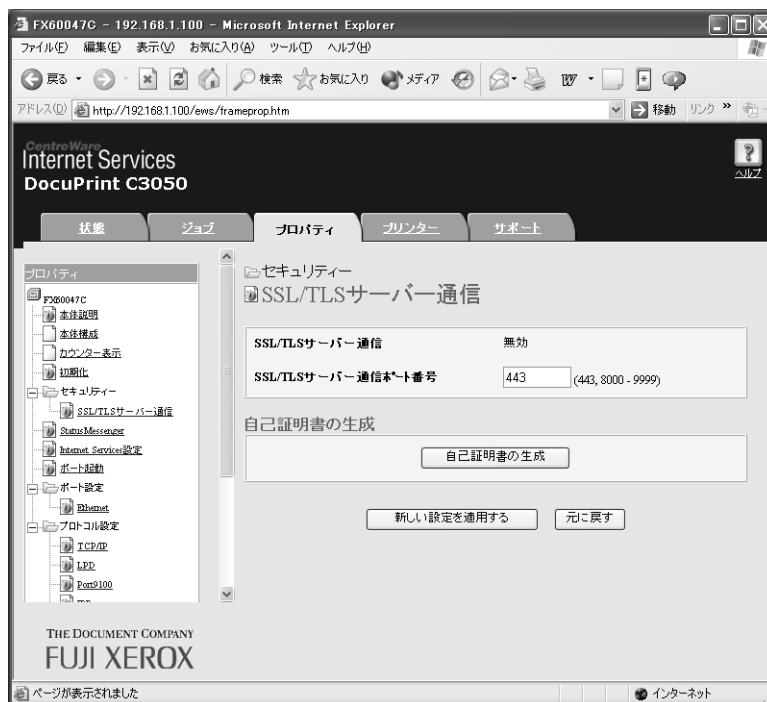 FX60047C - 192.168.1.100 - Microsoft Internet Explorer
ファイル(F) 編集(E) 表示(V) お気に入り(A) ツール(T) ヘルプ(H)
戻る 検索 お気に入り メディア
アドレス(D) http://192.168.1.100/ews/frameprop.htm 移動 リンク
CentreWare
Internet Services
DocuPrint C3050
ヘルプ
状態 ジョブ プロパティ プリンター サポート
プロパティ
FX60047C
本体説明
本体構成
カウンター表示
初期化
セキュリティー
SSL/TLSサーバー通信
StatusMessenger
Internet Services設定
ポート起動
ポート設定
Ethernet
プロトコル設定
TCP/IP
LPD
Port9100
セキュリティー
SSL/TLSサーバー通信
SSL/TLSサーバー通信 無効
SSL/TLSサーバー通信ポート番号 443 (443, 8000 - 9999)
自己証明書の生成
自己証明書の生成
新しい設定を適用する 元に戻す
THE DOCUMENT COMPANY
FUJI XEROX
ページが表示されました インターネット